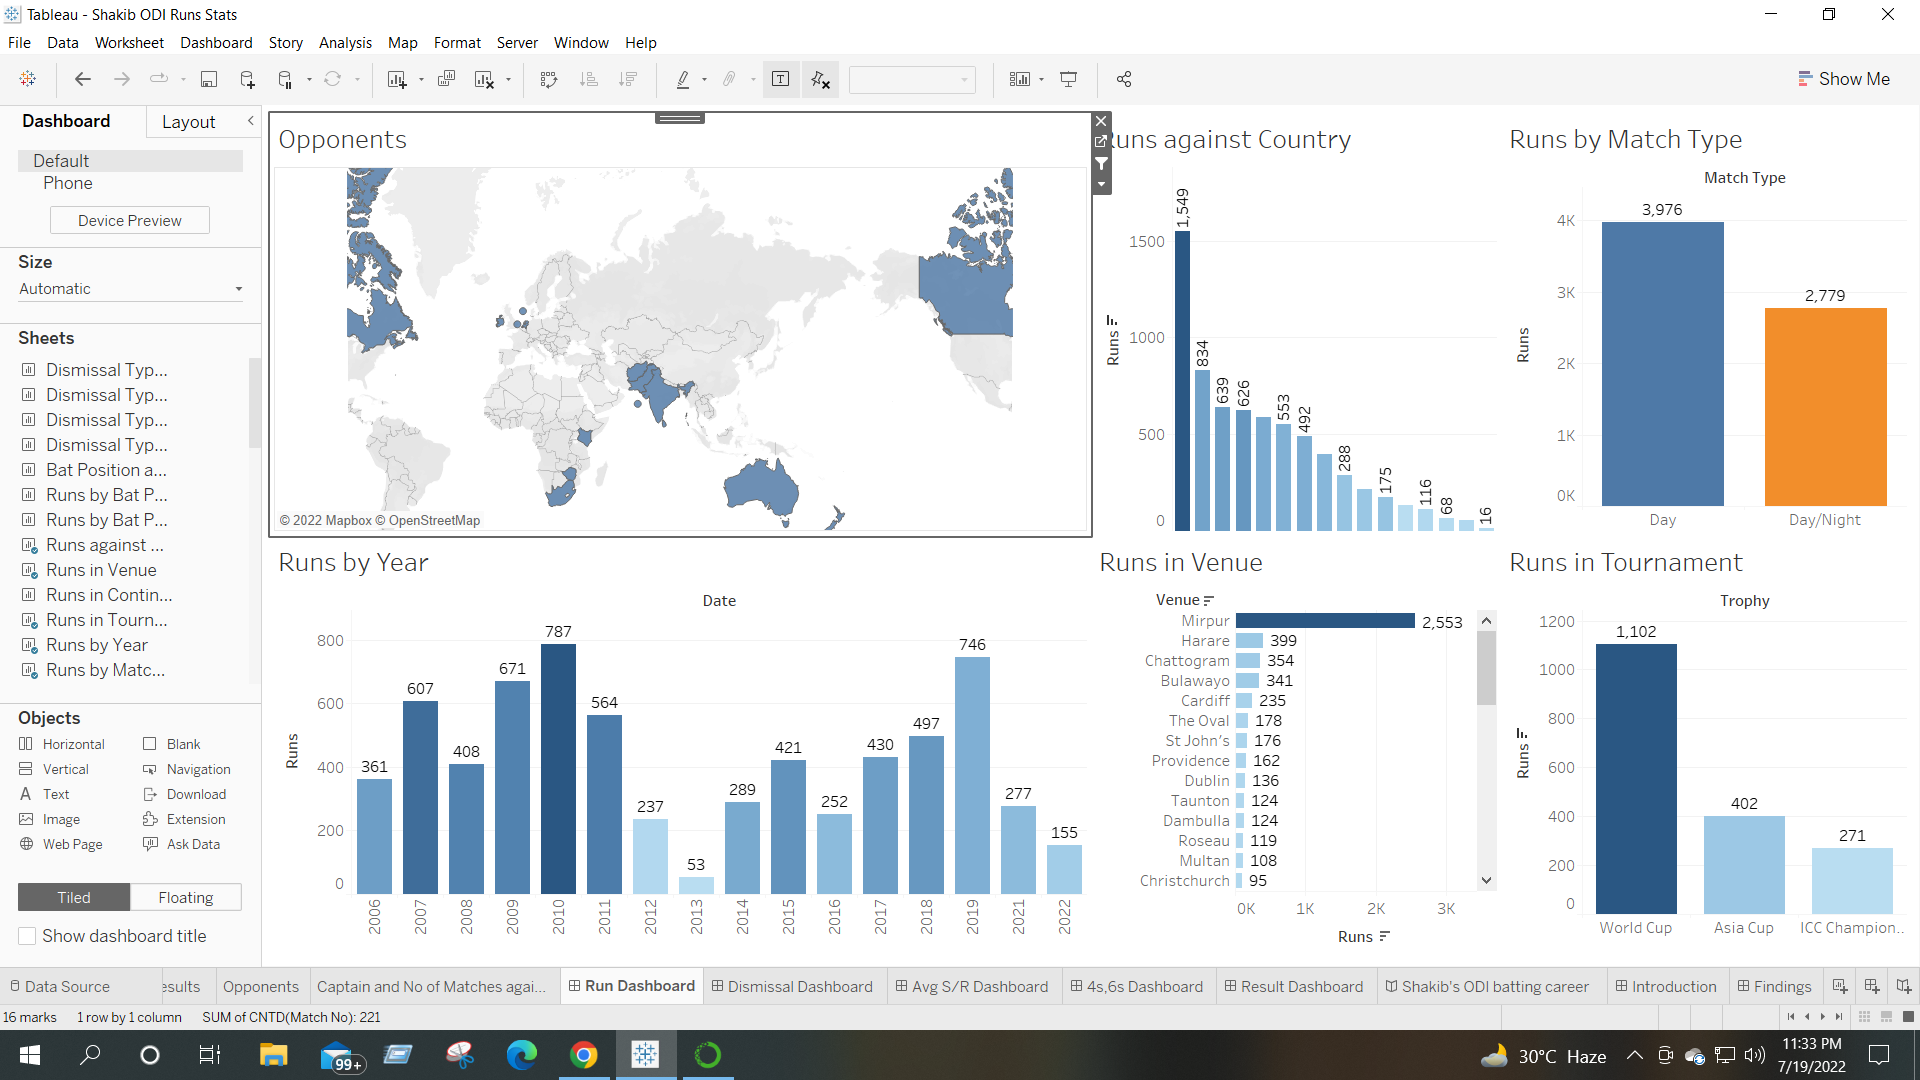 Tableau - Shakib ODI Runs Stats
File Data Worksheet Dashboard Story Analysis Map Format Server Window Help
Show Me
Dashboard
Layout
Default
Phone
Device Preview
Size
Automatic
Sheets
Dismissal Typ...
Dismissal Typ...
Dismissal Typ...
Dismissal Typ...
Bat Position a...
Runs by Bat P...
Runs by Bat P...
Runs against ...
Runs in Venue
Runs in Contin...
Runs in Tourn...
Runs by Year
Runs by Matc...
Objects
Horizontal Blank
Vertical Navigation
Text Download
Image Extension
Web Page Ask Data
Tiled Floating
Show dashboard title
Opponents
© 2022 Mapbox © OpenStreetMap
Runs against Country
Runs
1500
1000
500
0
1,549
834
639
626
553
492
288
175
116
68
16
Runs by Match Type
Match Type
Runs
4K
3K
2K
1K
0K
3,976
2,779
Day Day/Night
Runs by Year
Date
Runs
800
600
400
200
0
361
607
408
671
787
564
237
53
289
421
252
430
497
746
277
155
2006 2007 2008 2009 2010 2011 2012 2013 2014 2015 2016 2017 2018 2019 2021 2022
Runs in Venue
Venue
Mirpur 2,553
Harare 399
Chattogram 354
Bulawayo 341
Cardiff 235
The Oval 178
St John's 176
Providence 162
Dublin 136
Taunton 124
Dambulla 124
Roseau 119
Multan 108
Christchurch 95
0K 1K 2K 3K
Runs
Runs in Tournament
Trophy
Runs
1200
1000
800
600
400
200
0
1,102
402
271
World Cup Asia Cup ICC Champion..
Data Source esults Opponents Captain and No of Matches agai... Run Dashboard Dismissal Dashboard Avg S/R Dashboard 4s,6s Dashboard Result Dashboard Shakib's ODI batting career Introduction Findings
16 marks 1 row by 1 column SUM of CNTD(Match No): 221
99+
30°C Haze
11:33 PM
7/19/2022